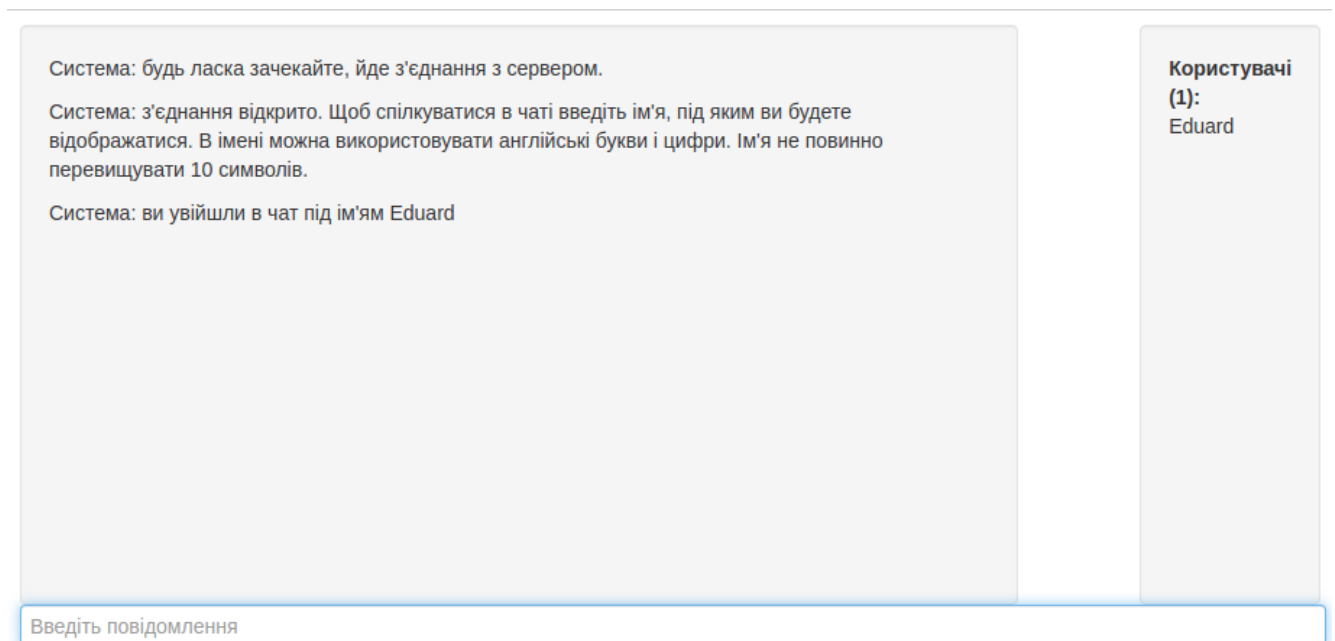 Система: будь ласка зачекайте, йде з'єднання з сервером.
Система: з'єднання відкрито. Щоб спілкуватися в чаті введіть ім'я, під яким ви будете
відображатися. В імені можна використовувати англійські букви і цифри. Ім'я не повинно
перевищувати 10 символів.
Система: ви увійшли в чат під ім'ям Eduard
Користувачі
(1):
Eduard
Введіть повідомлення